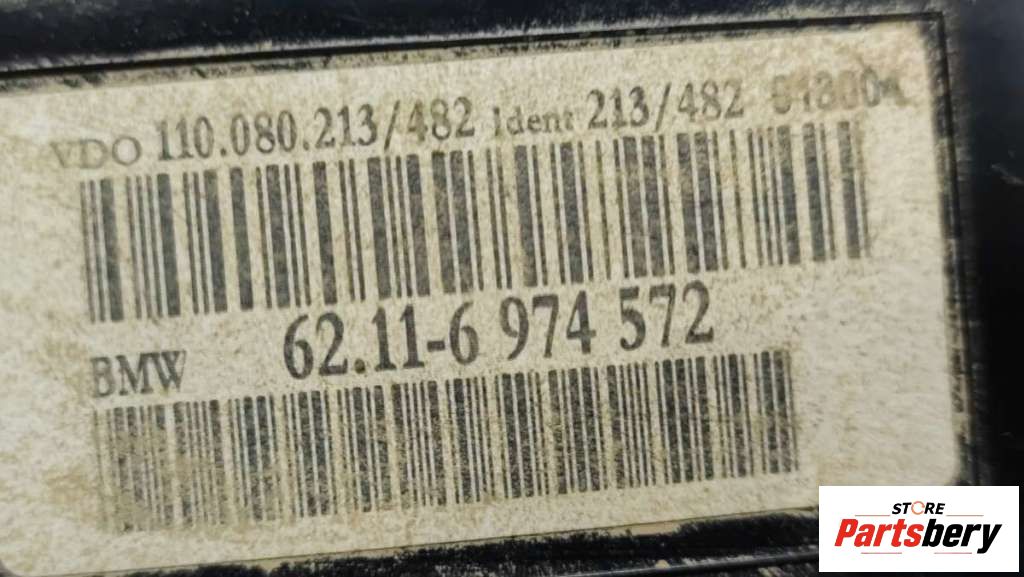 VDO 110.080.213/482 Ident 213/482
BMW 62.11-6 974 572
STORE
Partsbery